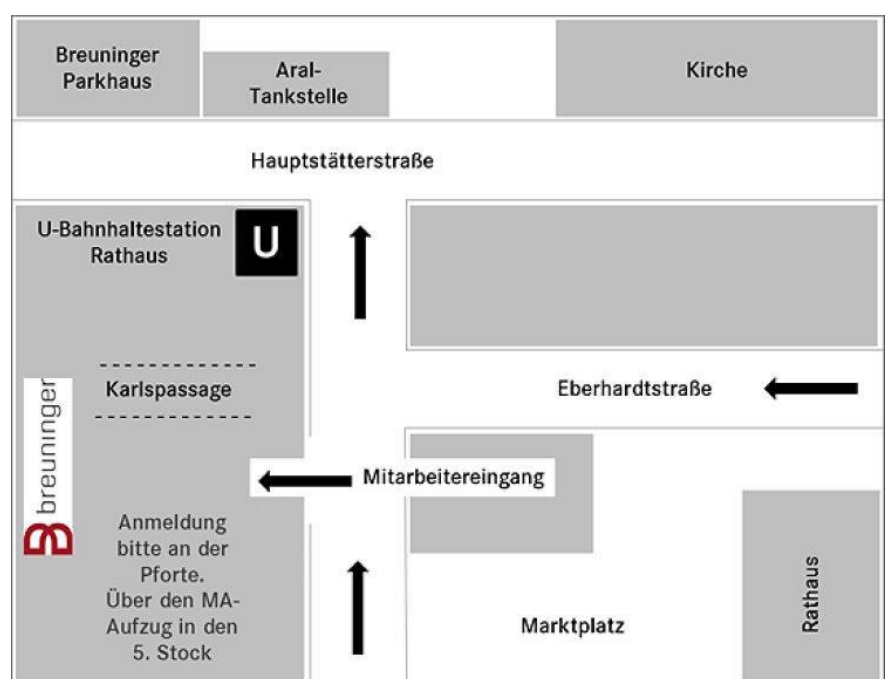 Breuninger
Parkhaus
Aral-
Tankstelle
Kirche
Hauptstätterstraße
U-Bahnhaltestation
Rathaus
U
Karlspassage
Eberhardtstraße
breuninger
Mitarbeitereingang
Anmeldung
bitte an der
Pforte.
Über den MA-
Aufzug in den
5. Stock
Marktplatz
Rathaus